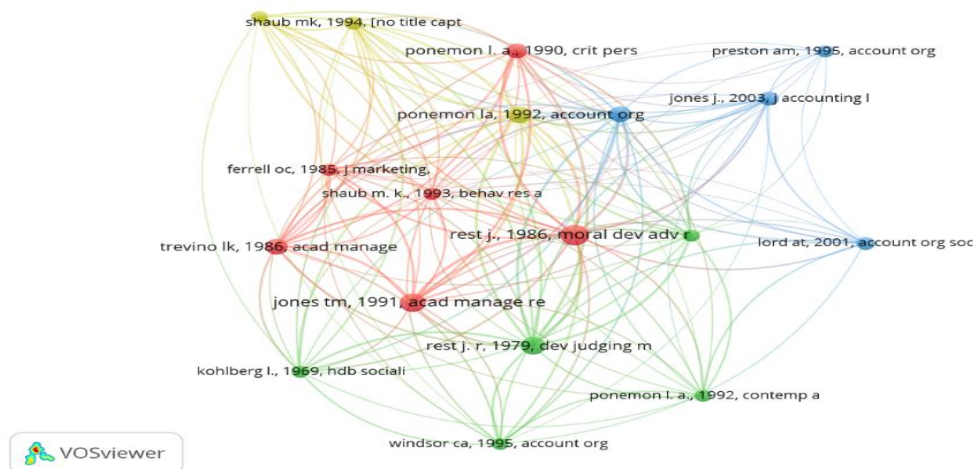 shaub mk, 1994, [no title capt
ponemon l. a., 1990, crit pers
preston am, 1995, account org
jones j., 2003, j accounting l
ponemon la, 1992, account org
ferrell oc, 1985, j marketing,
shaub m. k., 1993, behav res a
rest j., 1986, moral dev adv r
trevino lk, 1986, acad manage
lord at, 2001, account org soc
jones tm, 1991, acad manage re
rest j. r, 1979, dev judging m
kohlberg l., 1969, hdb sociali
ponemon l. a., 1992, contemp a
windsor ca, 1995, account org
VOSviewer